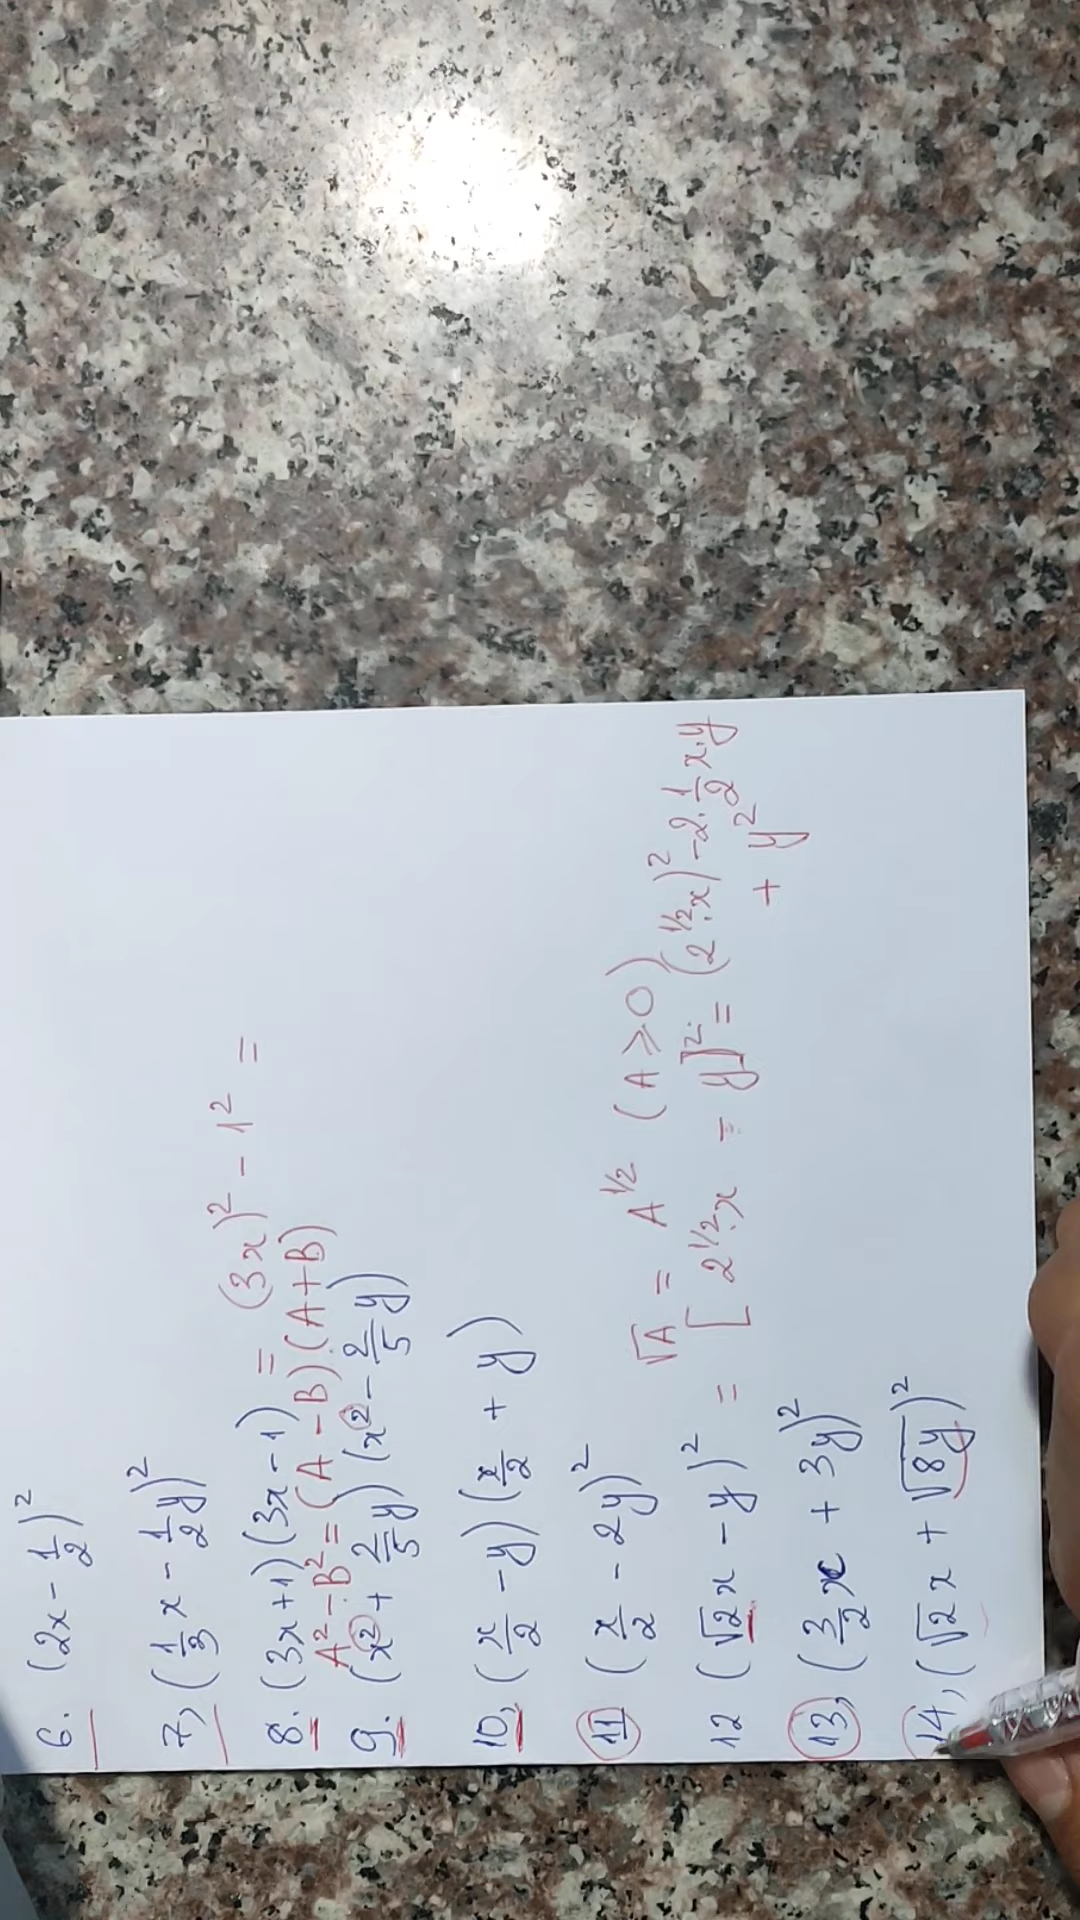 6. (2x - 1/2)²
7, (1/3 x - 1/2 y)²
8. (3x+1)(3x-1) = (3x)² - 1² =
A² - B² = (A - B)(A + B)
9. (x² + 2/5 y)(x² - 2/5 y)
10, (x/2 - y)(x/2 + y)
11 (x/2 - 2y)²
√A = A^1/2 (A ⩾ 0)
12 (√2 x - y)² = [2^1/2.x - y]² = (2^1/2.x)² - 2.1/2 x.y
+ y²
13, (3/2 x + 3y)²
14, (√2 x + √8y)²